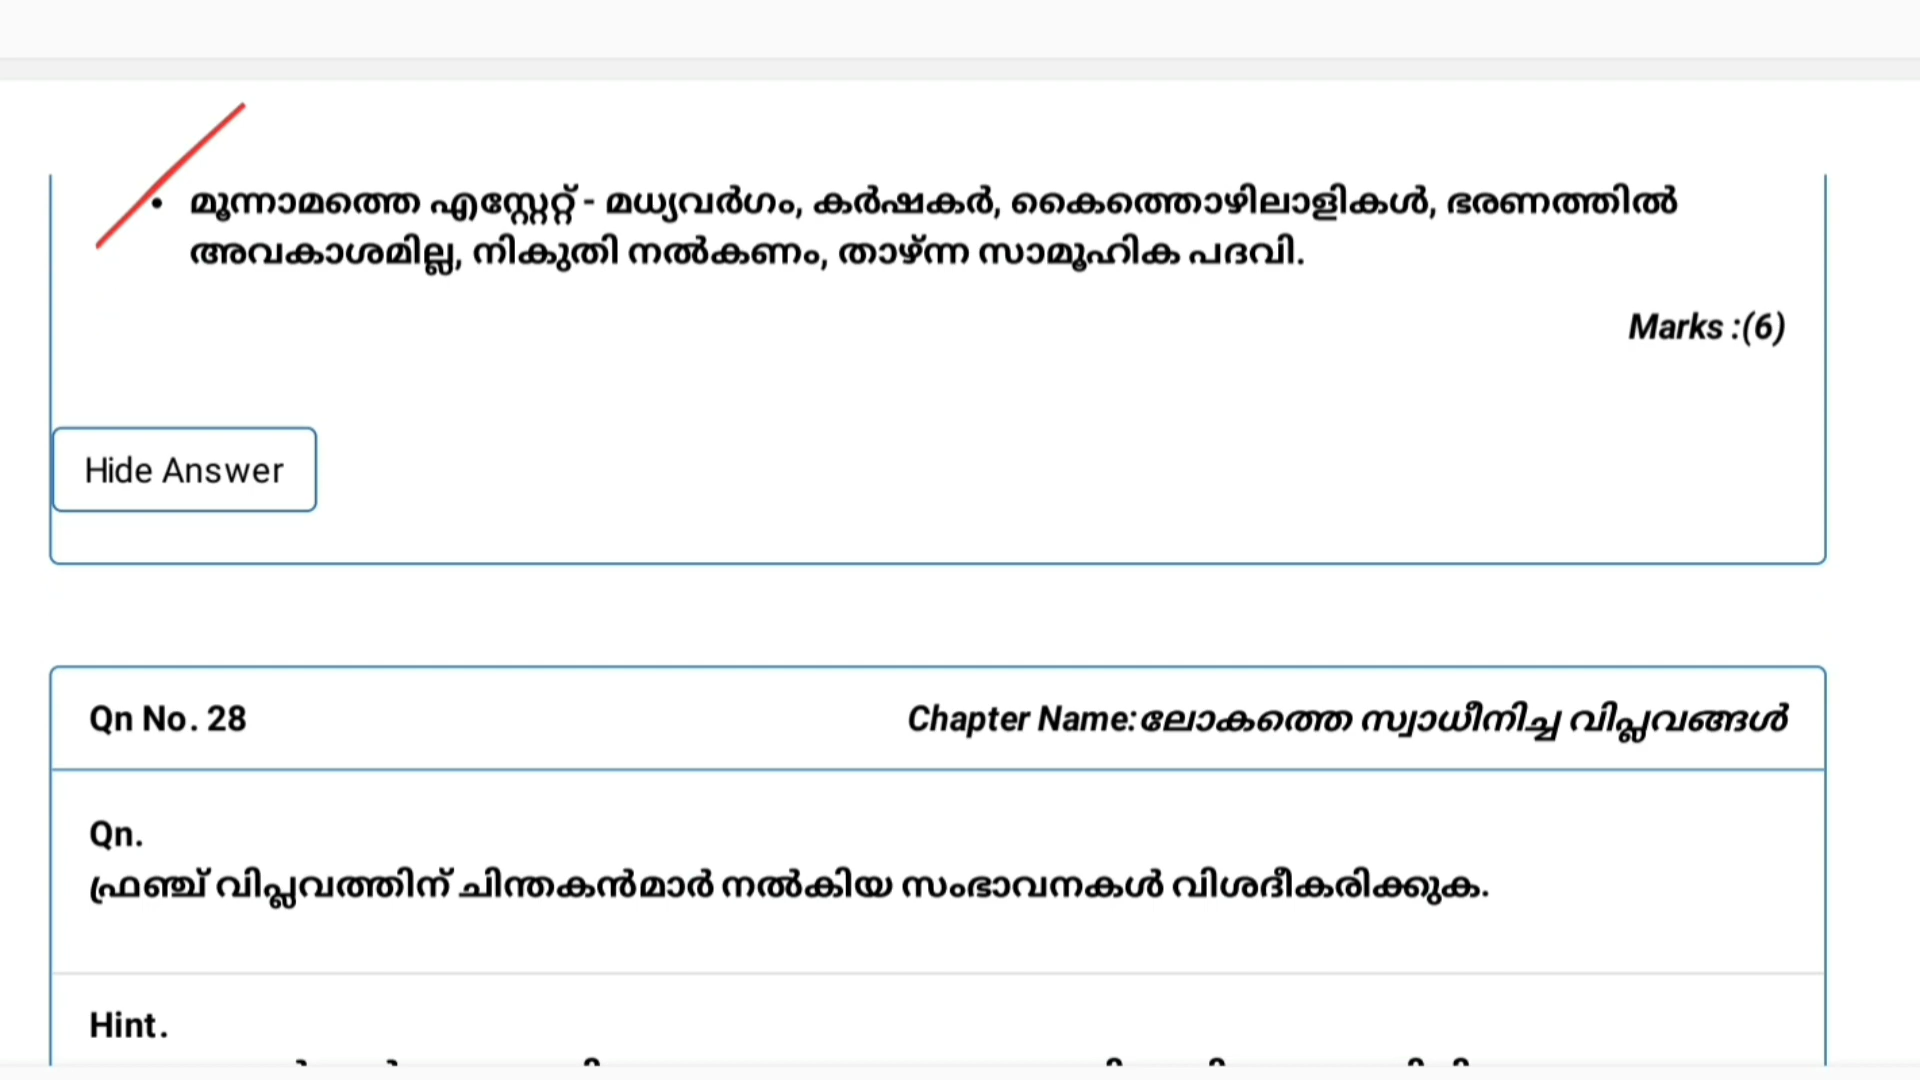 • മൂന്നാമത്തെ എസ്റ്റേറ്റ് - മധ്യവർഗം, കർഷകർ, കൈത്തൊഴിലാളികൾ, ഭരണത്തിൽ
അവകാശമില്ല, നികുതി നൽകണം, താഴ്ന്ന സാമൂഹിക പദവി.
Marks :(6)
Hide Answer
Qn No. 28 Chapter Name:ലോകത്തെ സ്വാധീനിച്ച വിപ്ലവങ്ങൾ
Qn.
ഫ്രഞ്ച് വിപ്ലവത്തിന് ചിന്തകൻമാർ നൽകിയ സംഭാവനകൾ വിശദീകരിക്കുക.
Hint.